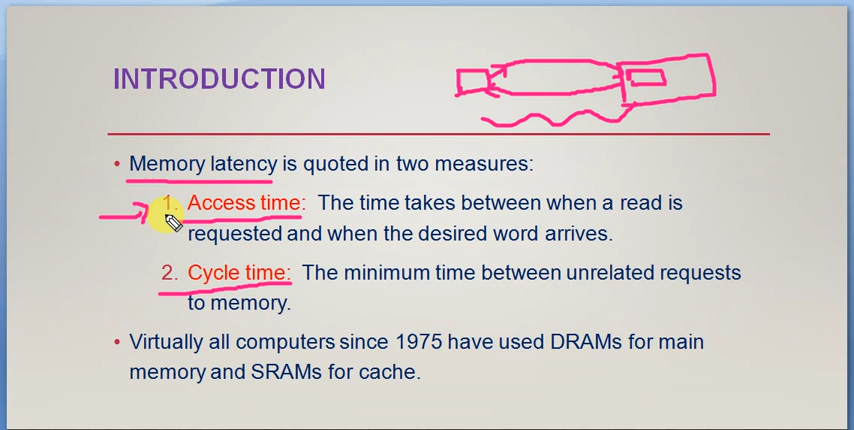 INTRODUCTION
• Memory latency is quoted in two measures:
1. Access time: The time takes between when a read is
requested and when the desired word arrives.
2. Cycle time: The minimum time between unrelated requests
to memory.
• Virtually all computers since 1975 have used DRAMs for main
memory and SRAMs for cache.